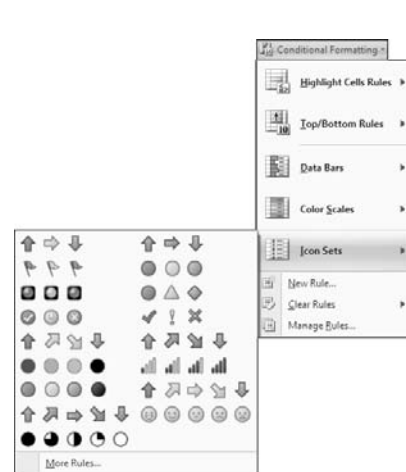 Conditional Formatting
Highlight Cells Rules
Top/Bottom Rules
Data Bars
Color Scales
Icon Sets
New Rule...
Clear Rules
Manage Rules...
More Rules...